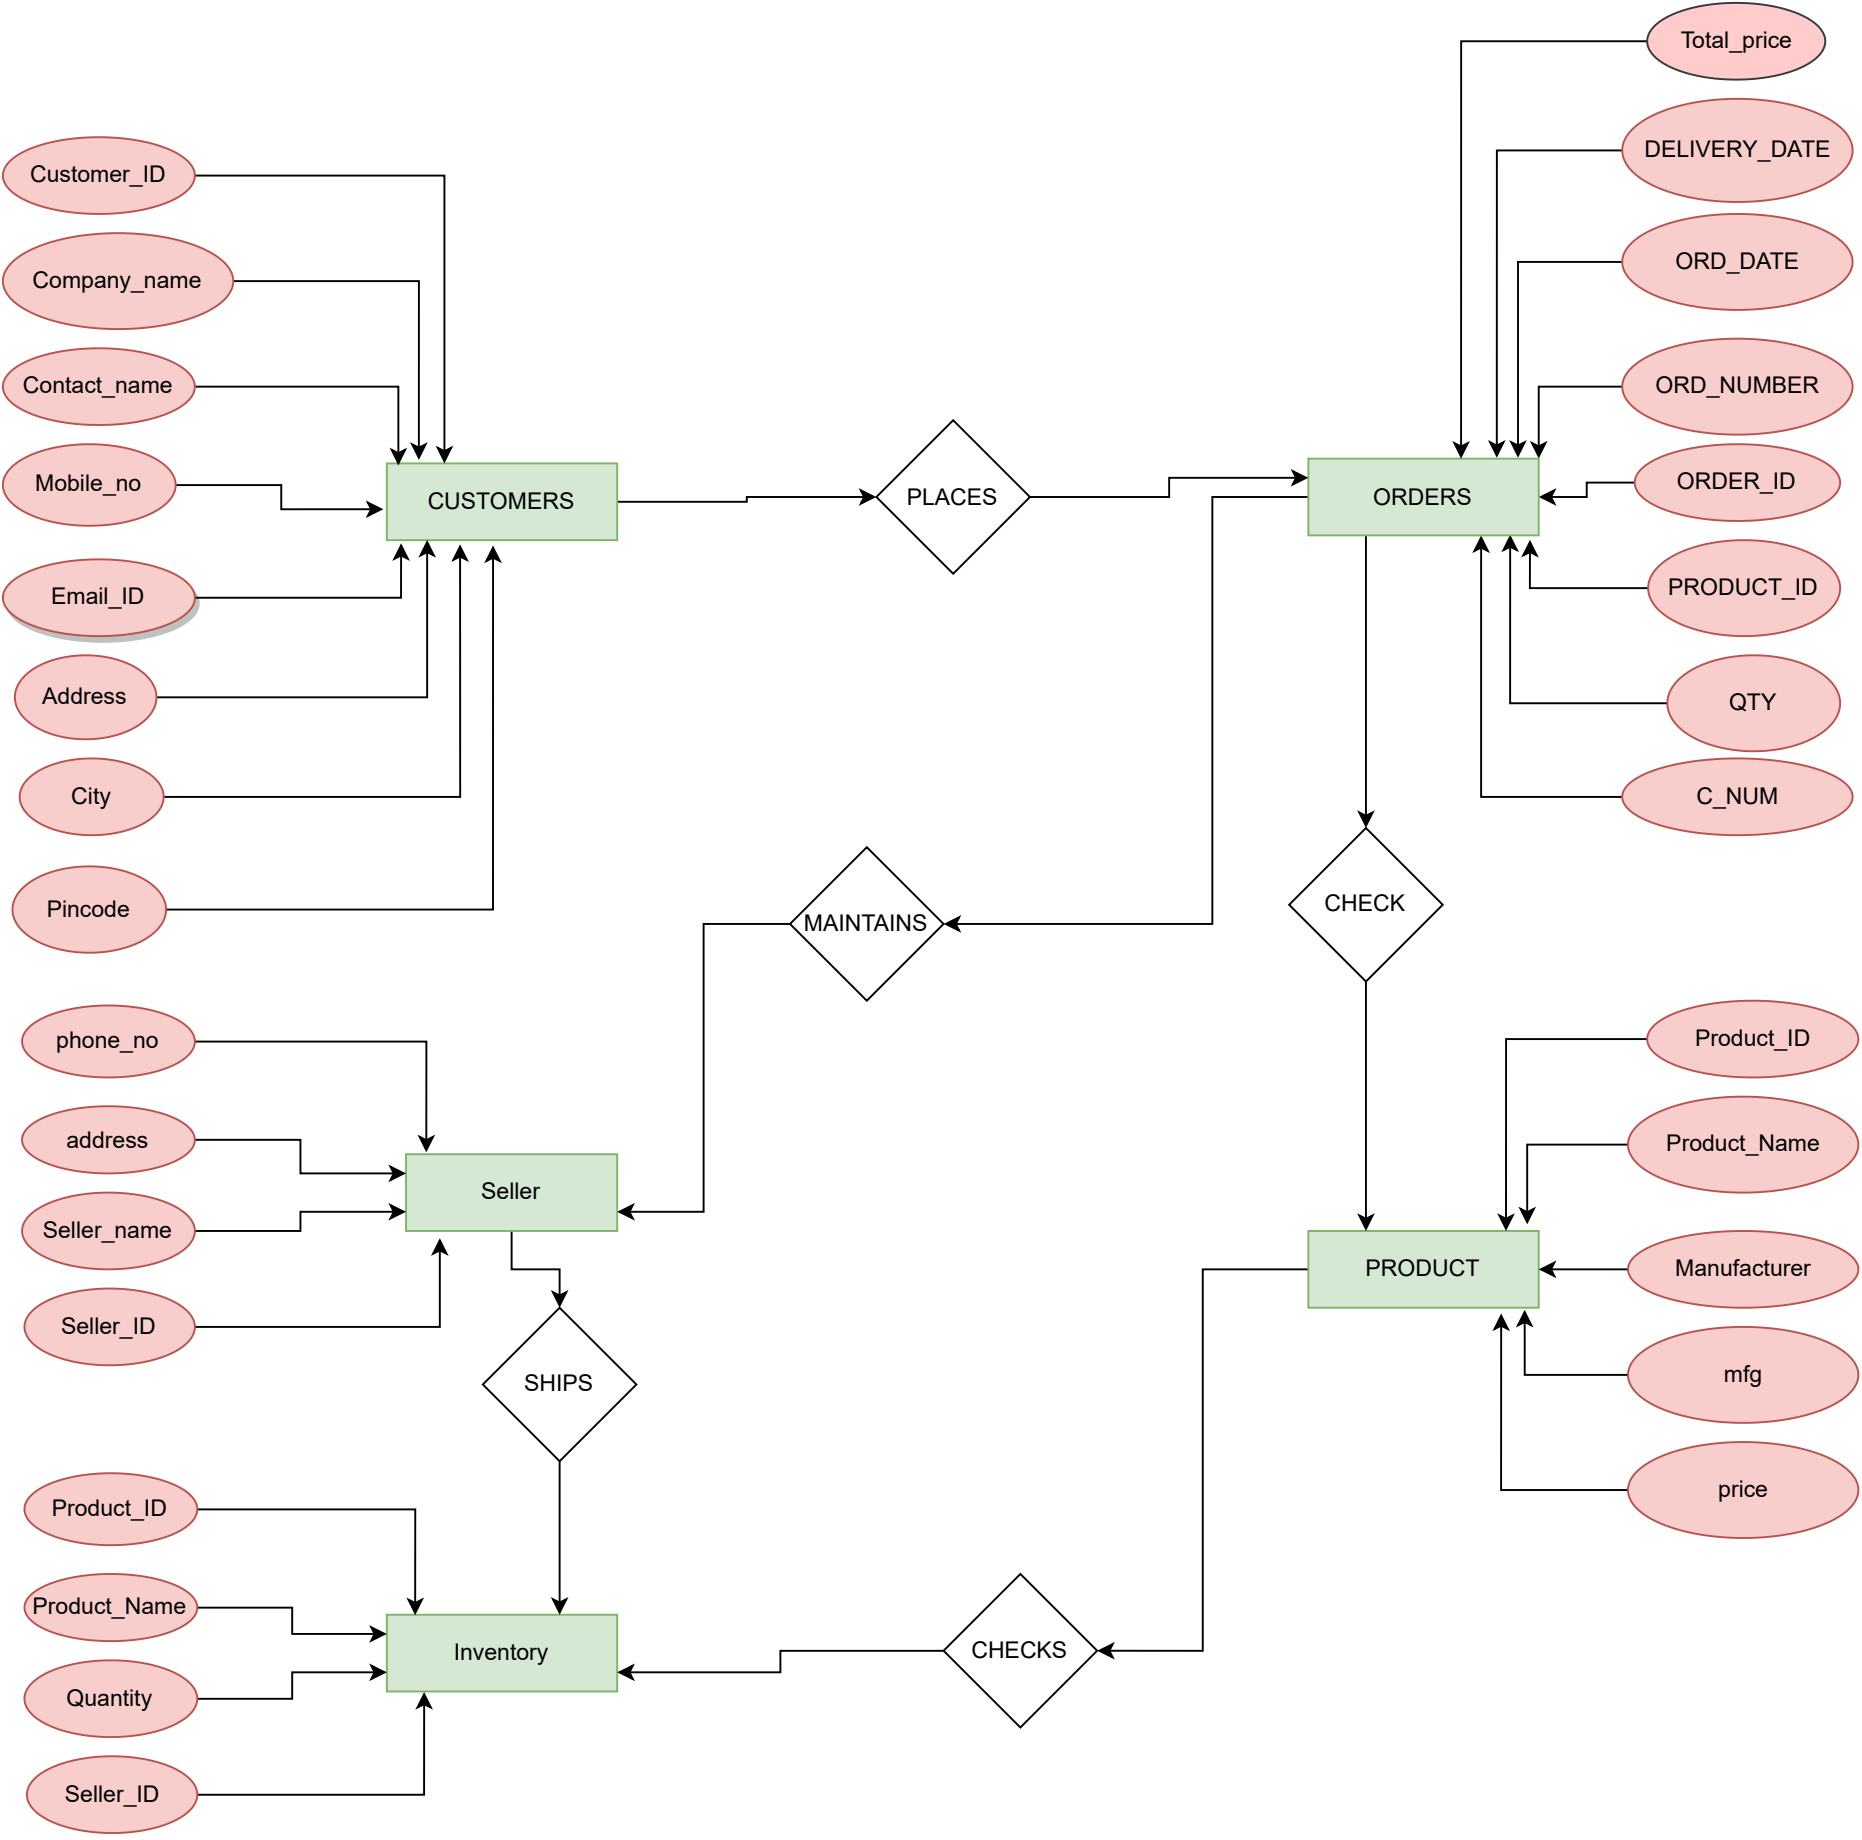 Total_price
DELIVERY_DATE
Customer_ID
ORD_DATE
Company_name
Contact_name
ORD_NUMBER
Mobile_no
ORDER_ID
CUSTOMERS
PLACES
ORDERS
Email_ID
PRODUCT_ID
Address
QTY
City
C_NUM
Pincode
MAINTAINS
CHECK
phone_no
Product_ID
address
Product_Name
Seller
Seller_name
Manufacturer
PRODUCT
Seller_ID
mfg
SHIPS
price
Product_ID
Product_Name
Inventory
CHECKS
Quantity
Seller_ID